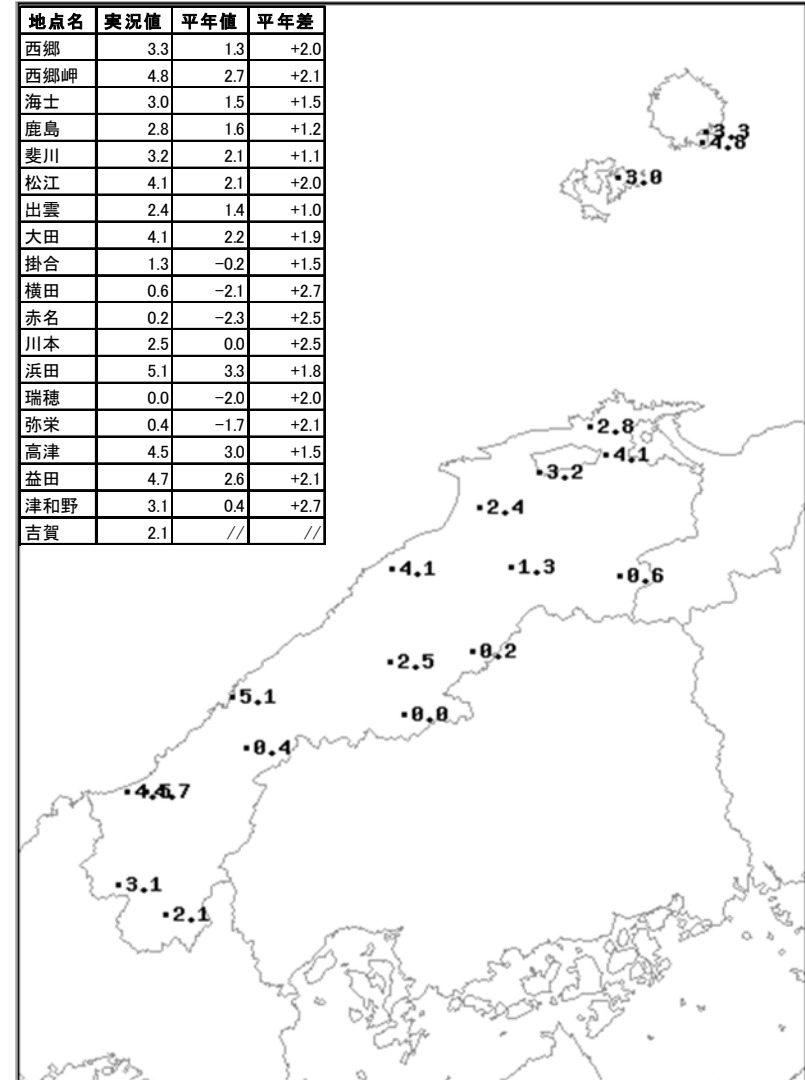 地点名 実況値 平年値 平年差
西郷 3.3 1.3 +2.0
西郷岬 4.8 2.7 +2.1
海士 3.0 1.5 +1.5
鹿島 2.8 1.6 +1.2
斐川 3.2 2.1 +1.1
松江 4.1 2.1 +2.0
出雲 2.4 1.4 +1.0
大田 4.1 2.2 +1.9
掛合 1.3 -0.2 +1.5
横田 0.6 -2.1 +2.7
赤名 0.2 -2.3 +2.5
川本 2.5 0.0 +2.5
浜田 5.1 3.3 +1.8
瑞穂 0.0 -2.0 +2.0
弥栄 0.4 -1.7 +2.1
高津 4.5 3.0 +1.5
益田 4.7 2.6 +2.1
津和野 3.1 0.4 +2.7
吉賀 2.1 // //
3.3
4.8
3.0
2.8
4.1
3.2
2.4
4.1
1.3
0.6
0.2
2.5
5.1
0.0
0.4
3.1
2.1